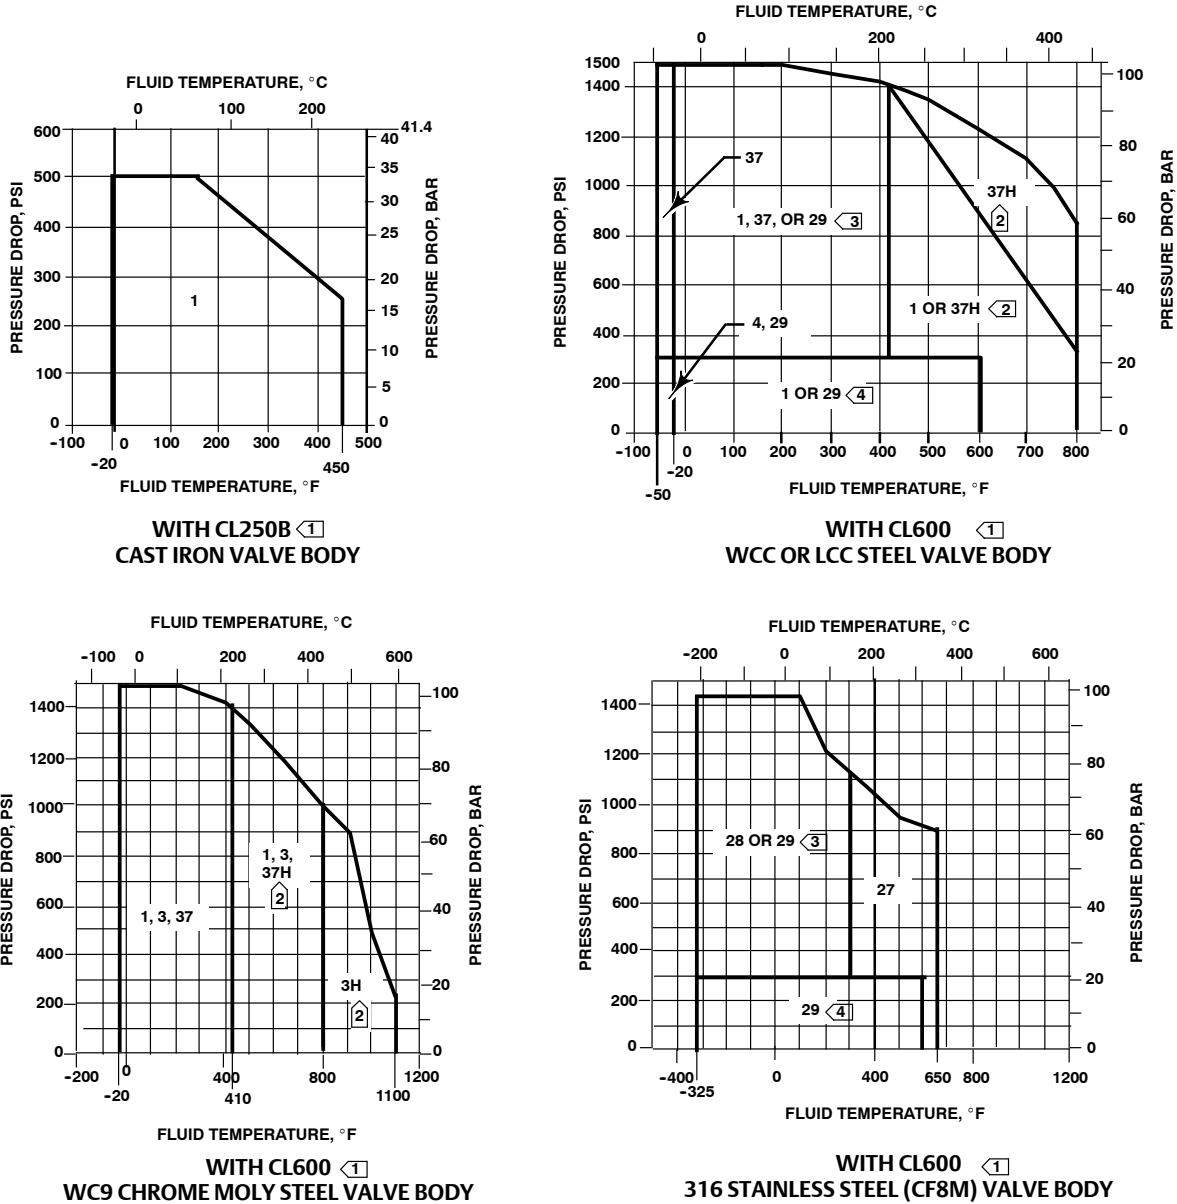 FLUID TEMPERATURE, °C
0 100 200
600 500 400 300 200 100 0
PRESSURE DROP, PSI
1
41.4
40 35 30 25 20 15 10 5 0
PRESSURE DROP, BAR
-100 0 100 200 300 400 500
-20 450
FLUID TEMPERATURE, °F
WITH CL250B 1
CAST IRON VALVE BODY
FLUID TEMPERATURE, °C
0 200 400
1500 1400 1200 1000 800 600 400 200 0
PRESSURE DROP, PSI
37
1, 37, OR 29 3
37H
2
1 OR 37H 2
4, 29
1 OR 29 4
100 80 60 40 20 0
PRESSURE DROP, BAR
-100 0 100 200 300 400 500 600 700 800
-20
-50
FLUID TEMPERATURE, °F
WITH CL600 1
WCC OR LCC STEEL VALVE BODY
FLUID TEMPERATURE, °C
-100 0 200 400 600
1400 1200 1000 800 600 400 200 0
PRESSURE DROP, PSI
1, 3,
37H
2
1, 3, 37
3H
2
100 80 60 40 20 0
PRESSURE DROP, BAR
-200 0 400 800 1200
-20 410 1100
FLUID TEMPERATURE, °F
WITH CL600 1
WC9 CHROME MOLY STEEL VALVE BODY
FLUID TEMPERATURE, °C
-200 0 200 400 600
1400 1200 1000 800 600 400 200 0
PRESSURE DROP, PSI
28 OR 29 3
27
29 4
100 80 60 40 20 0
PRESSURE DROP, BAR
-400 0 400 650 800 1200
-325
FLUID TEMPERATURE, °F
WITH CL600 1
316 STAINLESS STEEL (CF8M) VALVE BODY